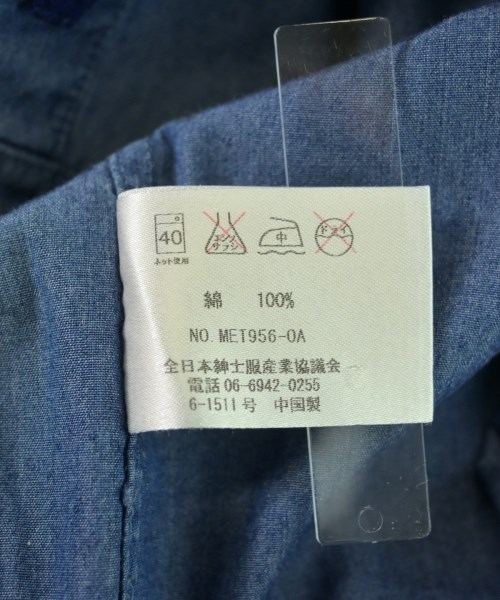 40 エンソ サラシ 中 ドライ
ネット使用
綿 100%
NO. MET956-0A
全日本紳士服産業協議会
電話 06-6942-0255
6-1511号 中国製